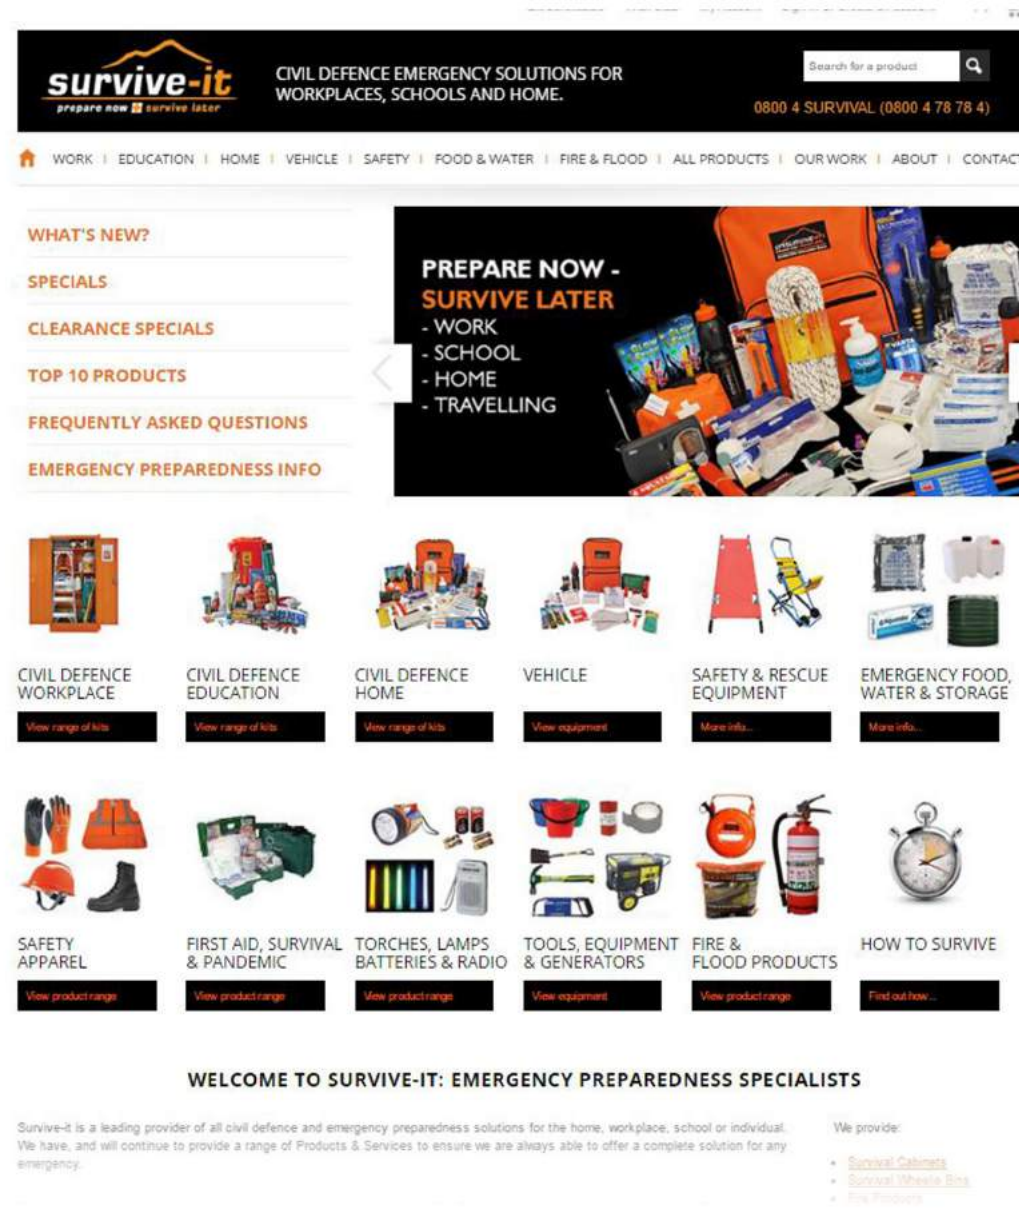 survive-it
prepare now survive later
CIVIL DEFENCE EMERGENCY SOLUTIONS FOR
WORKPLACES, SCHOOLS AND HOME.
Search for a product
0800 4 SURVIVAL (0800 4 78 78 4)
WORK | EDUCATION | HOME | VEHICLE | SAFETY | FOOD & WATER | FIRE & FLOOD | ALL PRODUCTS | OUR WORK | ABOUT | CONTACT
WHAT'S NEW?
SPECIALS
CLEARANCE SPECIALS
TOP 10 PRODUCTS
FREQUENTLY ASKED QUESTIONS
EMERGENCY PREPAREDNESS INFO
PREPARE NOW -
SURVIVE LATER
- WORK
- SCHOOL
- HOME
- TRAVELLING
CIVIL DEFENCE
WORKPLACE
View range of kits
CIVIL DEFENCE
EDUCATION
View range of kits
CIVIL DEFENCE
HOME
View range of kits
VEHICLE
View equipment
SAFETY & RESCUE
EQUIPMENT
More info...
EMERGENCY FOOD,
WATER & STORAGE
More info...
SAFETY
APPAREL
View product range
FIRST AID, SURVIVAL
& PANDEMIC
View product range
TORCHES, LAMPS
BATTERIES & RADIO
View product range
TOOLS, EQUIPMENT
& GENERATORS
View equipment
FIRE &
FLOOD PRODUCTS
View product range
HOW TO SURVIVE
Find out how...
WELCOME TO SURVIVE-IT: EMERGENCY PREPAREDNESS SPECIALISTS
Survive-it is a leading provider of all civil defence and emergency preparedness solutions for the home, workplace, school or individual.
We have, and will continue to provide a range of Products & Services to ensure we are always able to offer a complete solution for any
emergency.
We provide:
Survival Cabinets
Survival Wheelie Bins
Fire Products